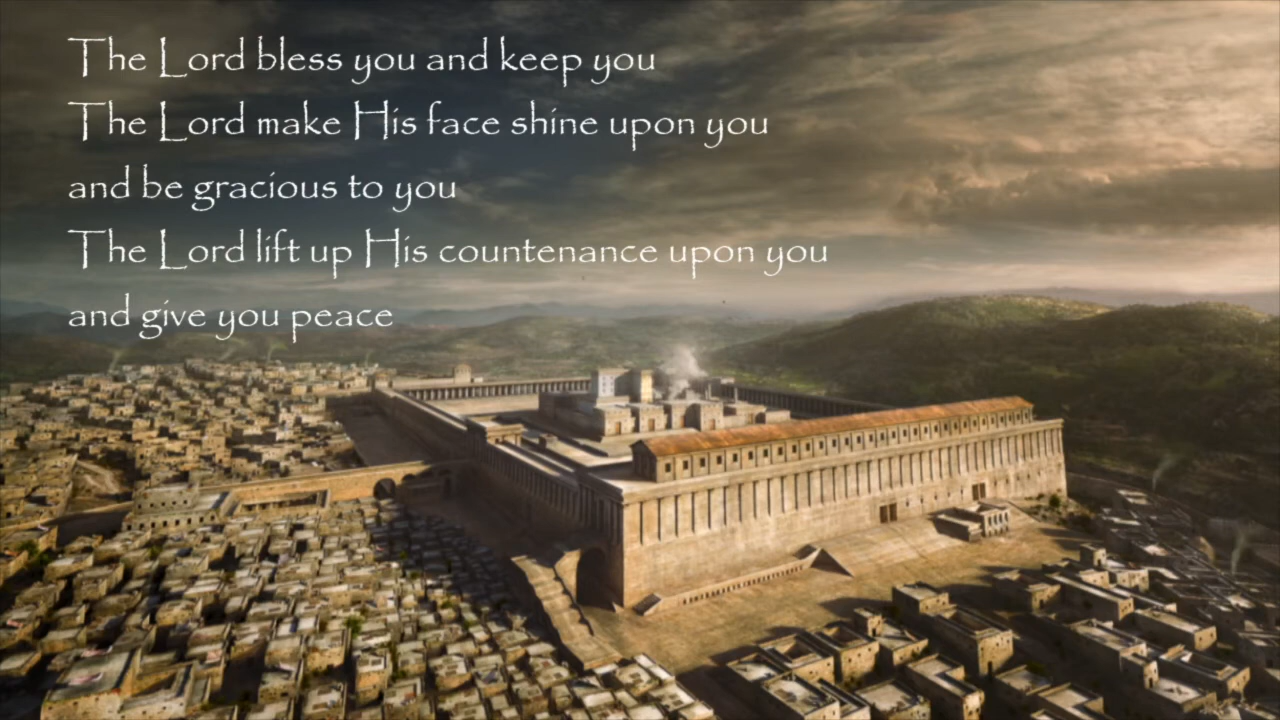 The Lord bless you and keep you
The Lord make His face shine upon you
and be gracious to you
The Lord lift up His countenance upon you
and give you peace